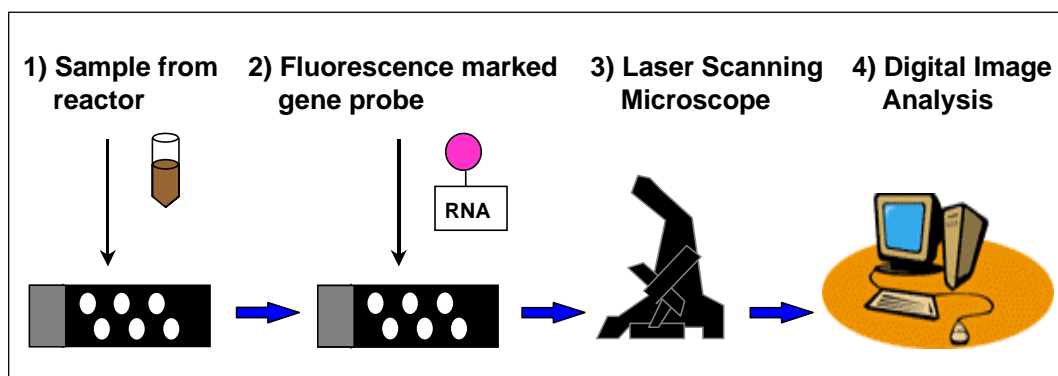 1) Sample from
reactor
2) Fluorescence marked
gene probe
3) Laser Scanning
Microscope
4) Digital Image
Analysis
RNA